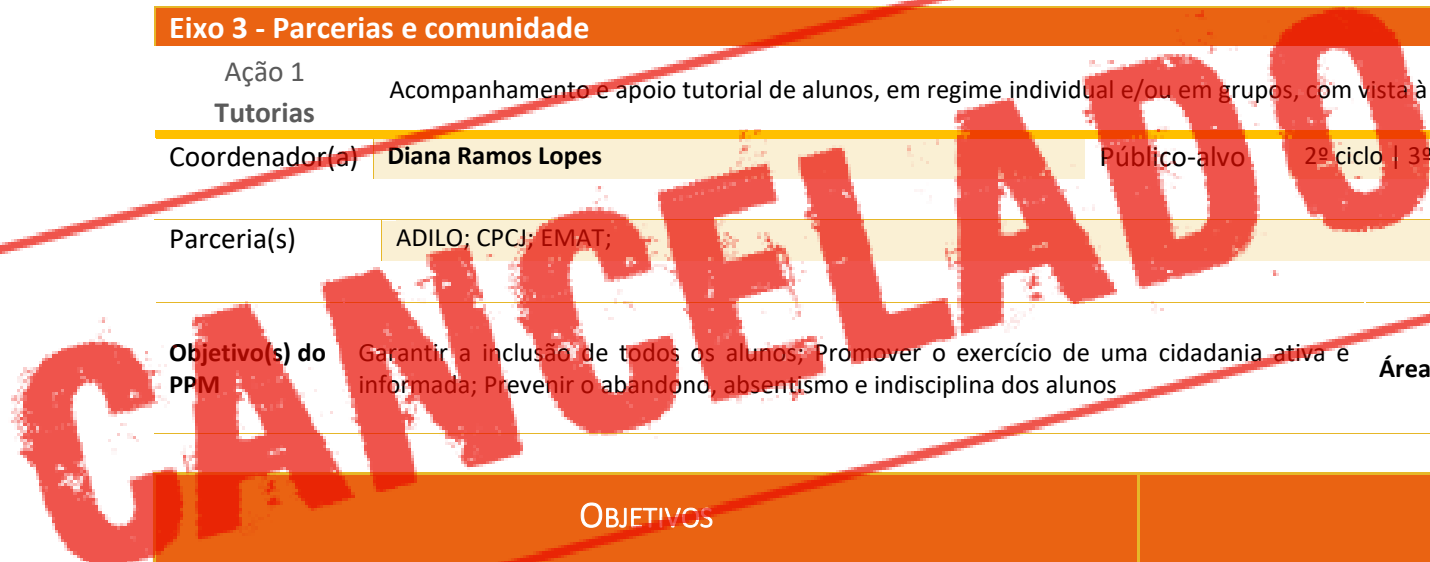 Eixo 3 - Parcerias e comunidade
Ação 1
Tutorias
Acompanhamento e apoio tutorial de alunos, em regime individual e/ou em grupos, com vista à
Coordenador(a) Diana Ramos Lopes Público-alvo 2º ciclo | 3º
Parceria(s) ADILO; CPCJ; EMAT;
Objetivo(s) do PPM Garantir a inclusão de todos os alunos; Promover o exercício de uma cidadania ativa e
informada; Prevenir o abandono, absentismo e indisciplina dos alunos
Área
OBJETIVOS
CANCELADO